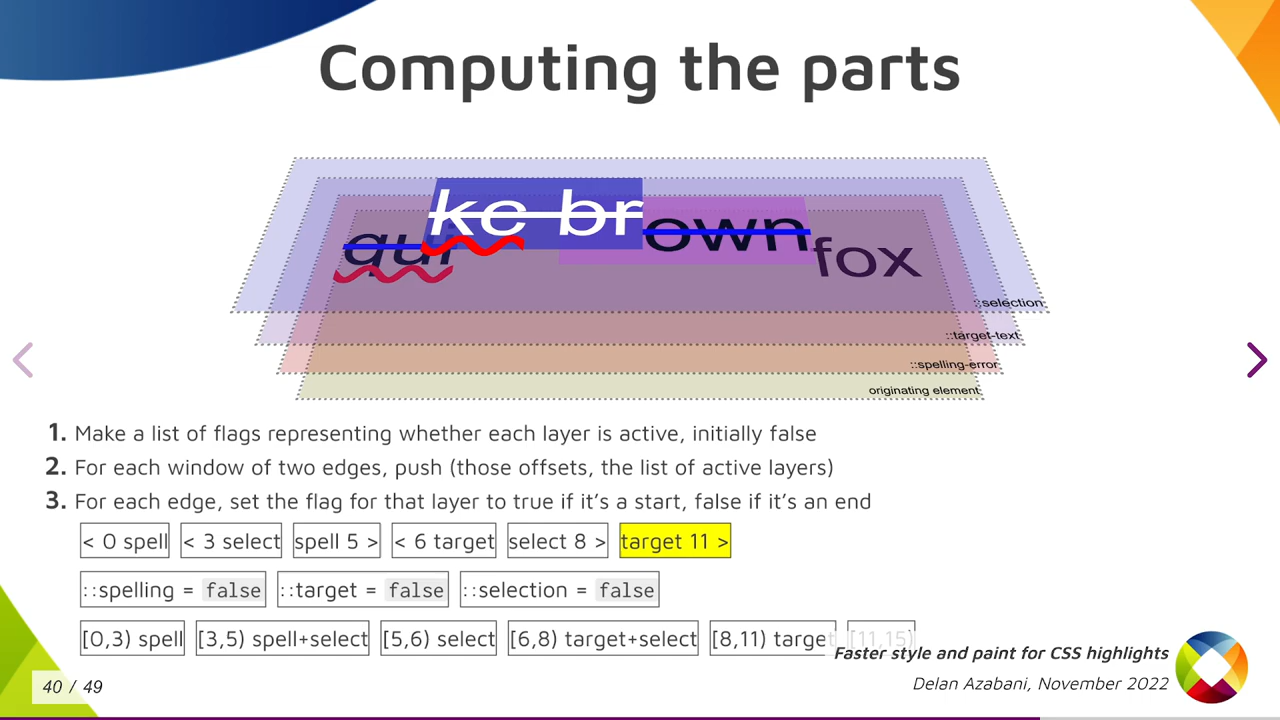 Computing the parts
qui
ke br
own
fox
::selection
::target-text
::spelling-error
originating element
1. Make a list of flags representing whether each layer is active, initially false
2. For each window of two edges, push (those offsets, the list of active layers)
3. For each edge, set the flag for that layer to true if it’s a start, false if it’s an end
< 0 spell < 3 select spell 5 > < 6 target select 8 > target 11 >
::spelling = false ::target = false ::selection = false
[0,3) spell [3,5) spell+select [5,6) select [6,8) target+select [8,11) target [11,15)
Faster style and paint for CSS highlights
Delan Azabani, November 2022
40 / 49